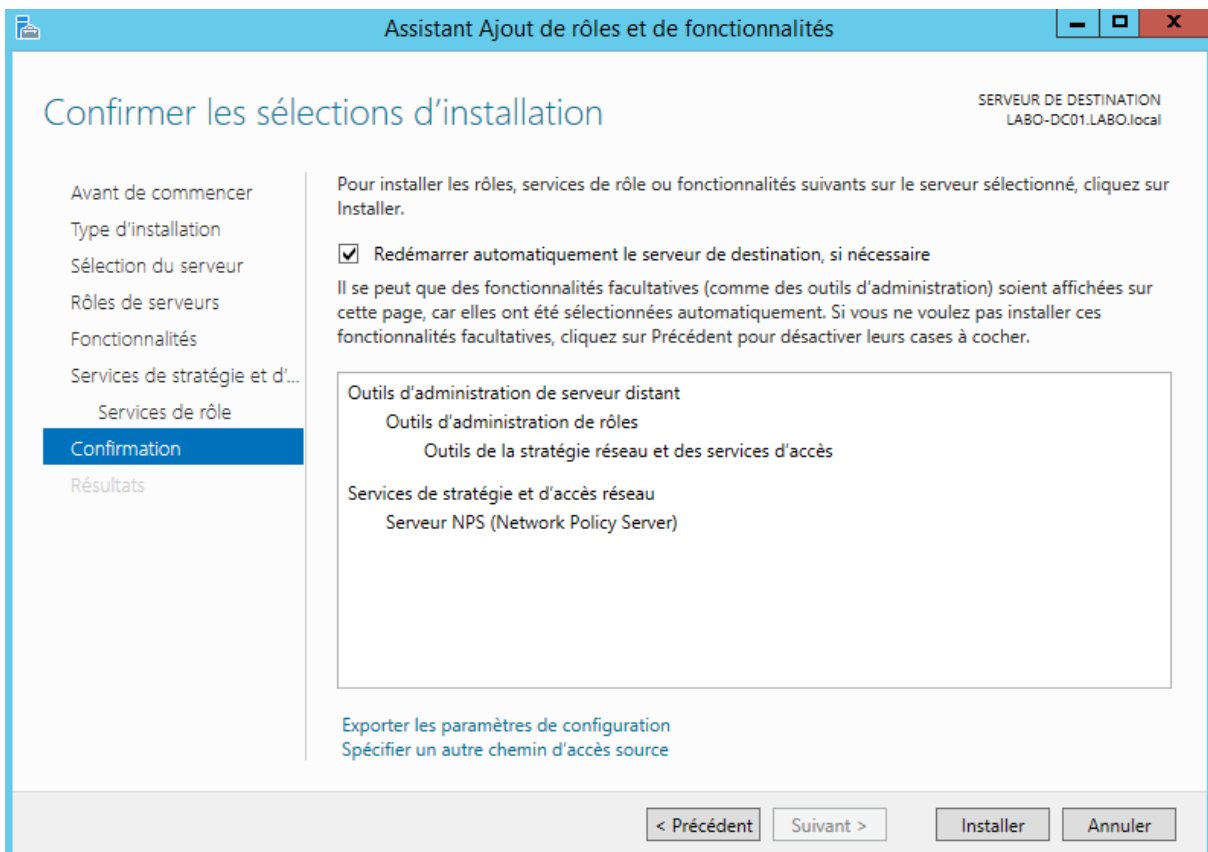 Assistant Ajout de rôles et de fonctionnalités
Confirmer les sélections d'installation
SERVEUR DE DESTINATION
LABO-DC01.LABO.local
Avant de commencer
Type d'installation
Sélection du serveur
Rôles de serveurs
Fonctionnalités
Services de stratégie et d'...
Services de rôle
Confirmation
Résultats
Pour installer les rôles, services de rôle ou fonctionnalités suivants sur le serveur sélectionné, cliquez sur
Installer.
Redémarrer automatiquement le serveur de destination, si nécessaire
Il se peut que des fonctionnalités facultatives (comme des outils d'administration) soient affichées sur
cette page, car elles ont été sélectionnées automatiquement. Si vous ne voulez pas installer ces
fonctionnalités facultatives, cliquez sur Précédent pour désactiver leurs cases à cocher.
Outils d'administration de serveur distant
Outils d'administration de rôles
Outils de la stratégie réseau et des services d'accès
Services de stratégie et d'accès réseau
Serveur NPS (Network Policy Server)
Exporter les paramètres de configuration
Spécifier un autre chemin d'accès source
< Précédent
Suivant >
Installer
Annuler